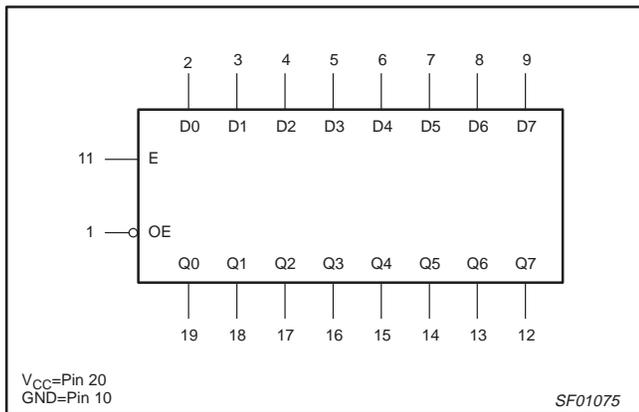 2 3 4 5 6 7 8 9
D0 D1 D2 D3 D4 D5 D6 D7
11 E
1 OE
Q0 Q1 Q2 Q3 Q4 Q5 Q6 Q7
19 18 17 16 15 14 13 12
VCC=Pin 20
GND=Pin 10
SF01075